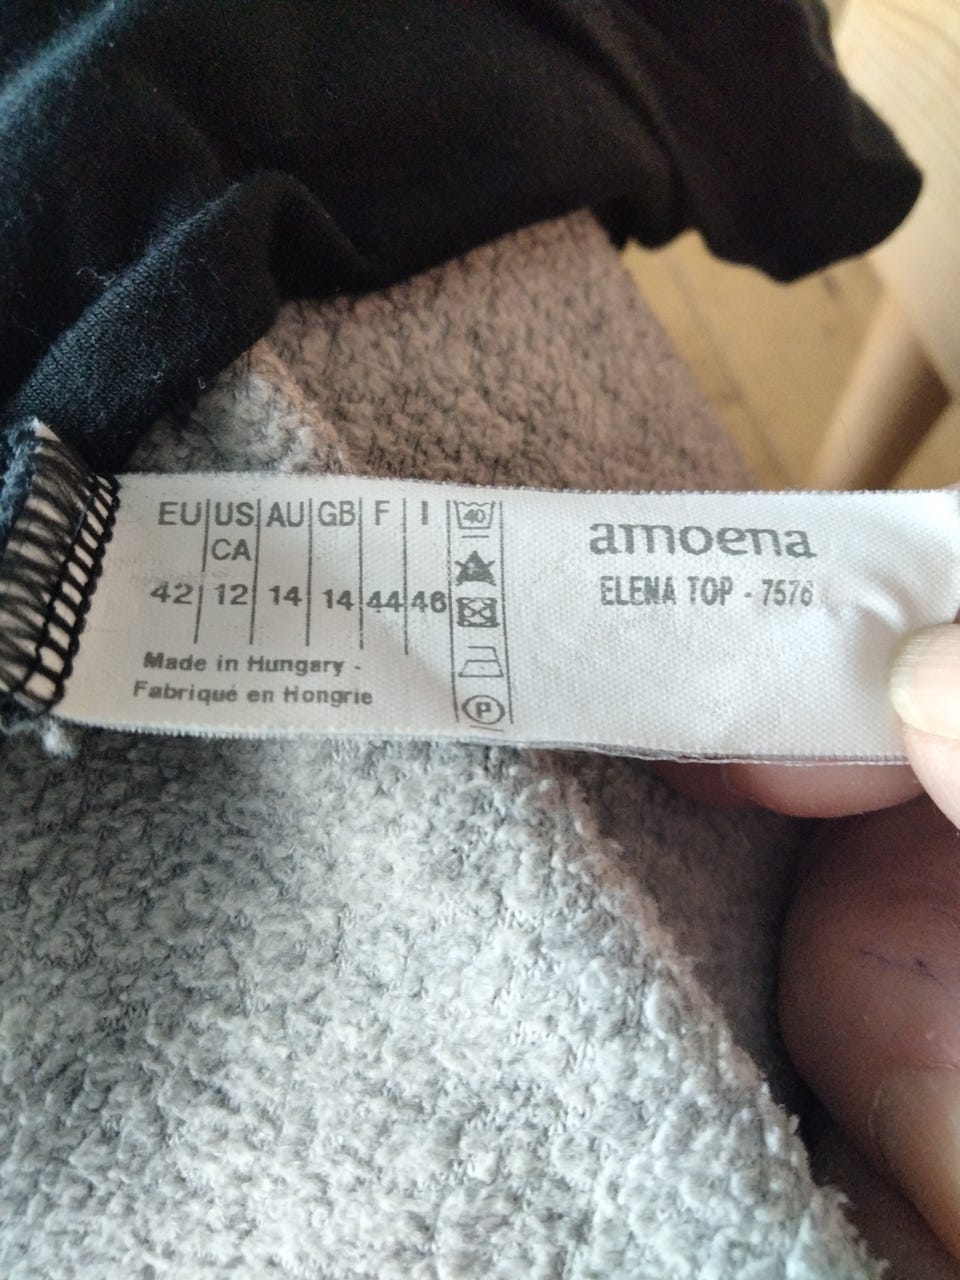 EU US AU GB F I
CA
42 12 14 14 44 46
Made in Hungary -
Fabriqué en Hongrie
40
P
amoena
ELENA TOP - 7576